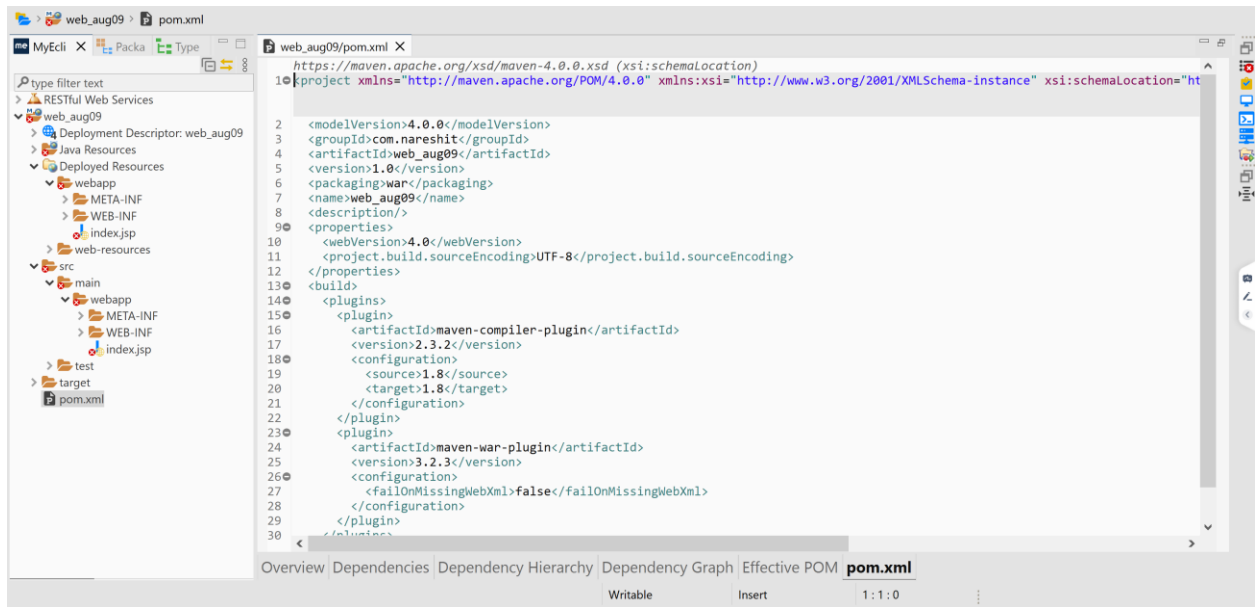 web_aug09 > pom.xml
MyEcli
Packa
Type
type filter text
RESTful Web Services
web_aug09
Deployment Descriptor: web_aug09
Java Resources
Deployed Resources
webapp
META-INF
WEB-INF
index.jsp
web-resources
src
main
webapp
META-INF
WEB-INF
index.jsp
test
target
pom.xml
web_aug09/pom.xml
https://maven.apache.org/xsd/maven-4.0.0.xsd (xsi:schemaLocation)
1 <project xmlns="http://maven.apache.org/POM/4.0.0" xmlns:xsi="http://www.w3.org/2001/XMLSchema-instance" xsi:schemaLocation="ht
2 <modelVersion>4.0.0</modelVersion>
3 <groupId>com.nareshit</groupId>
4 <artifactId>web_aug09</artifactId>
5 <version>1.0</version>
6 <packaging>war</packaging>
7 <name>web_aug09</name>
8 <description/>
9 <properties>
10 <webVersion>4.0</webVersion>
11 <project.build.sourceEncoding>UTF-8</project.build.sourceEncoding>
12 </properties>
13 <build>
14 <plugins>
15 <plugin>
16 <artifactId>maven-compiler-plugin</artifactId>
17 <version>2.3.2</version>
18 <configuration>
19 <source>1.8</source>
20 <target>1.8</target>
21 </configuration>
22 </plugin>
23 <plugin>
24 <artifactId>maven-war-plugin</artifactId>
25 <version>3.2.3</version>
26 <configuration>
27 <failOnMissingWebXml>false</failOnMissingWebXml>
28 </configuration>
29 </plugin>
30 </plugins>
Overview Dependencies Dependency Hierarchy Dependency Graph Effective POM pom.xml
Writable Insert 1 : 1 : 0